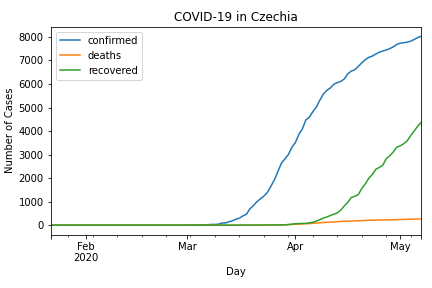 COVID-19 in Czechia
confirmed
deaths
recovered
Number of Cases
8000
7000
6000
5000
4000
3000
2000
1000
0
Feb
2020
Mar
Apr
May
Day